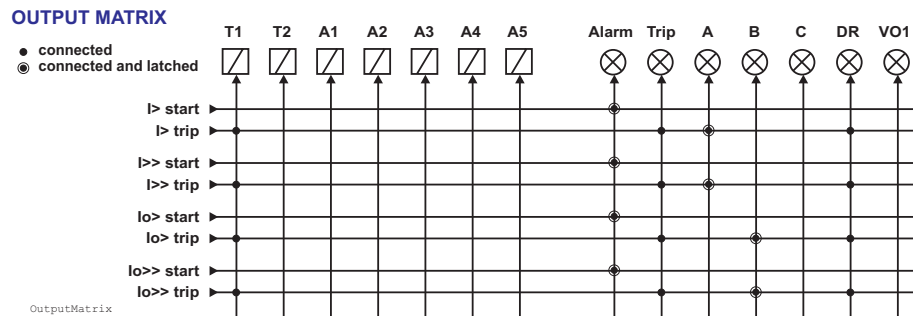 OUTPUT MATRIX
connected
connected and latched
T1 T2 A1 A2 A3 A4 A5 Alarm Trip A B C DR VO1
I> start
I> trip
I>> start
I>> trip
Io> start
Io> trip
Io>> start
Io>> trip
OutputMatrix